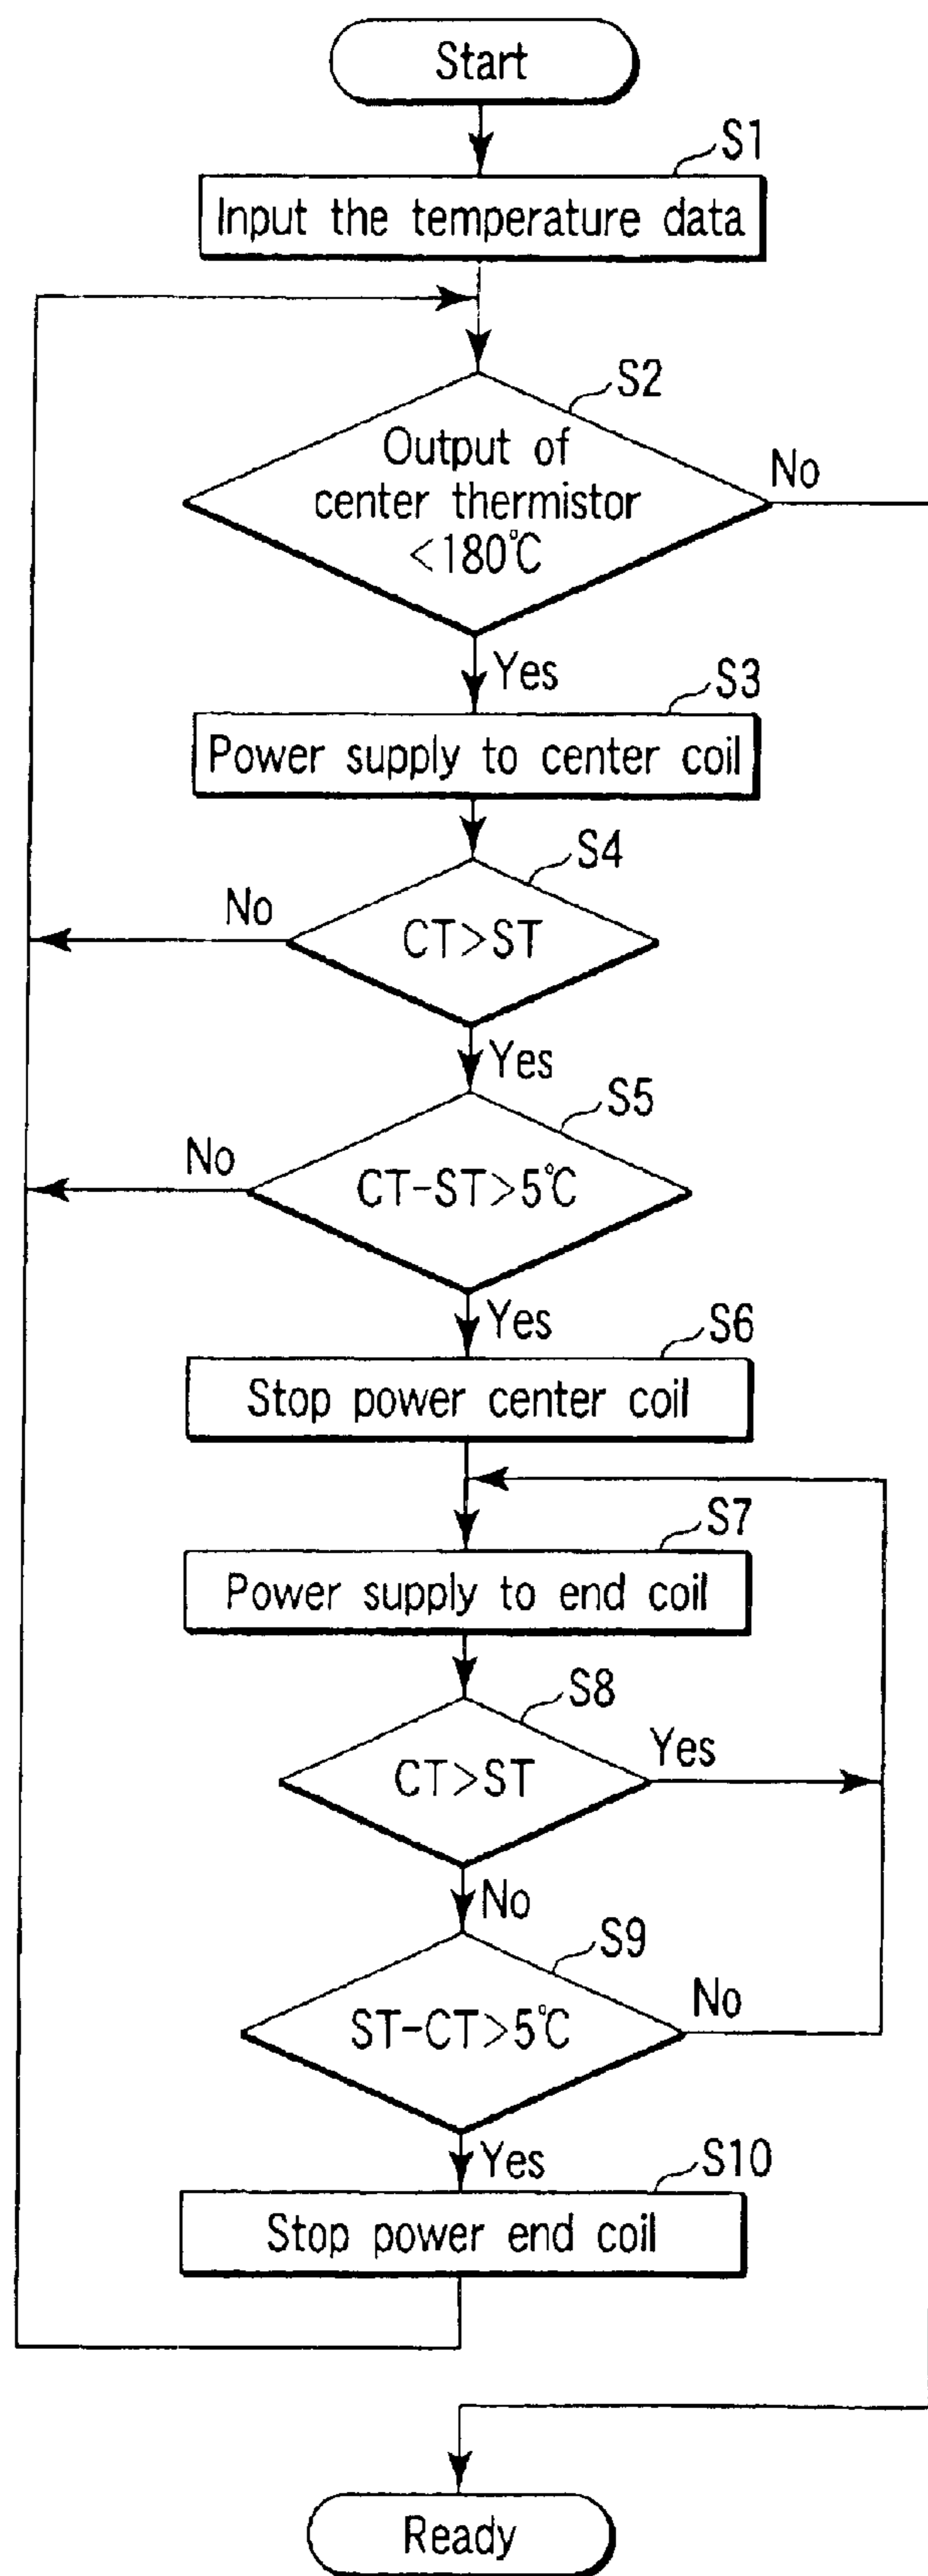 Start
S1
Input the temperature data
S2
Output of
center thermistor
<180℃
No
Yes
S3
Power supply to center coil
S4
No
CT>ST
Yes
S5
No
CT-ST>5℃
Yes
S6
Stop power center coil
S7
Power supply to end coil
S8
CT>ST
Yes
No
S9
ST-CT>5℃
No
Yes
S10
Stop power end coil
Ready